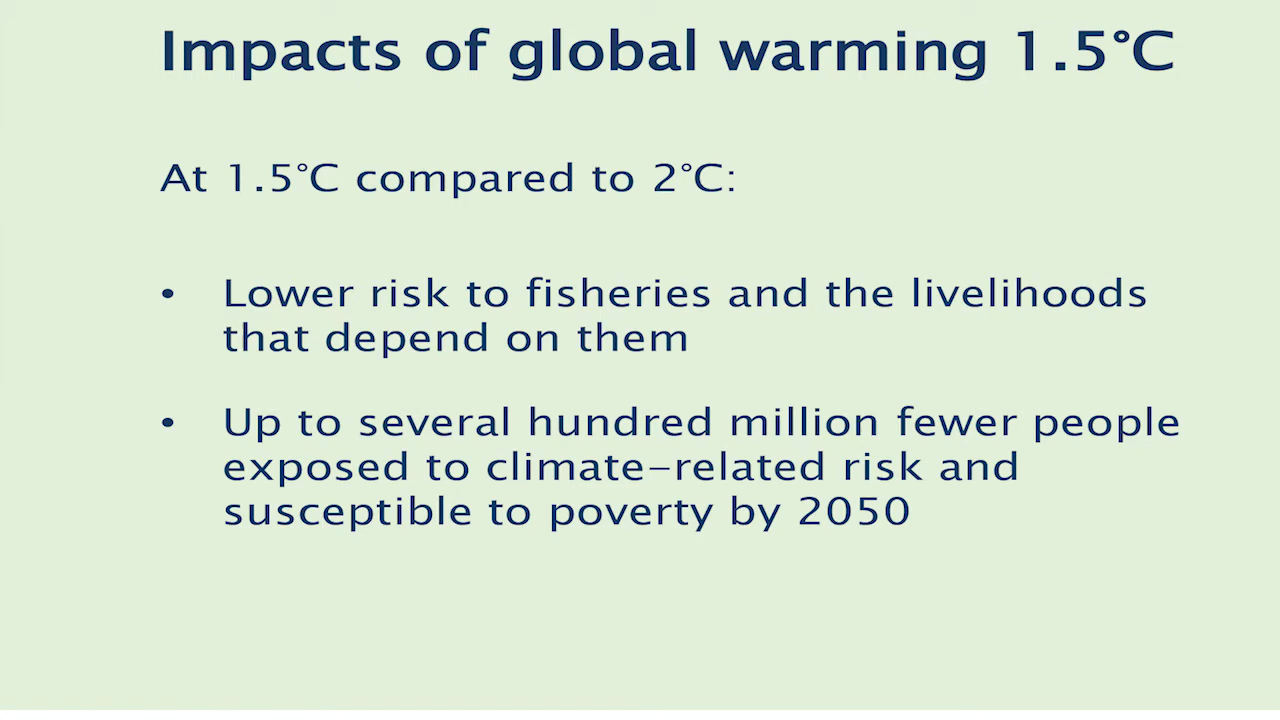 Impacts of global warming 1.5°C
At 1.5°C compared to 2°C:
• Lower risk to fisheries and the livelihoods
that depend on them
• Up to several hundred million fewer people
exposed to climate–related risk and
susceptible to poverty by 2050